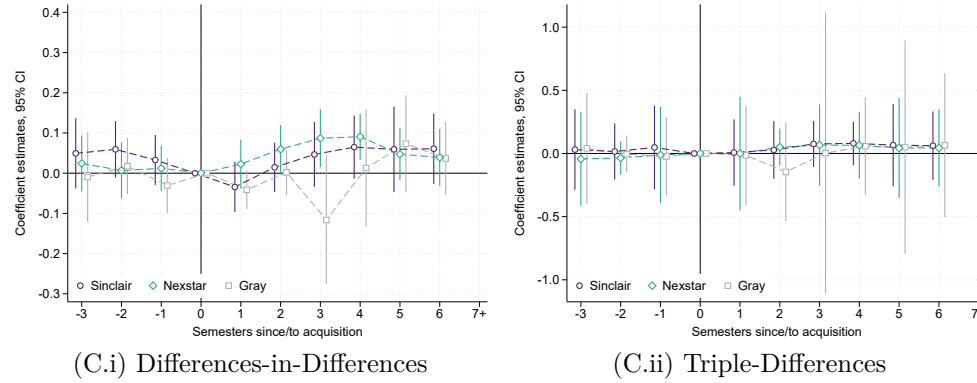 0.4
0.3
0.2
0.1
0.0
-0.1
-0.2
-0.3
Coefficient estimates, 95% CI
Sinclair Nexstar Gray
-3 -2 -1 0 1 2 3 4 5 6 7+
Semesters since/to acquisition
(C.i) Differences-in-Differences
1.0
0.5
0.0
-0.5
-1.0
Coefficient estimates, 95% CI
Sinclair Nexstar Gray
-3 -2 -1 0 1 2 3 4 5 6 7
Semesters since/to acquisition
(C.ii) Triple-Differences